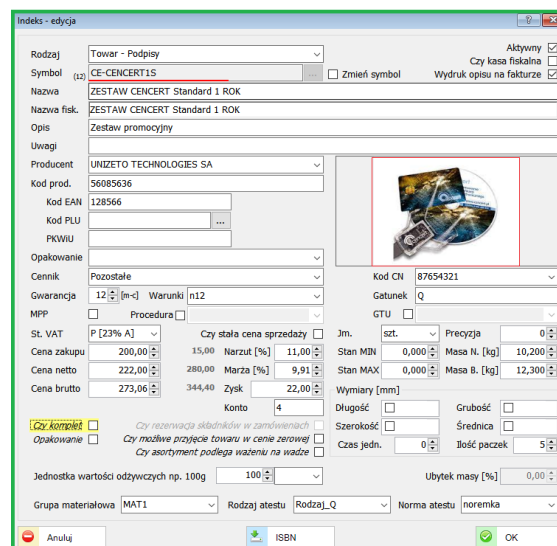 Indeks - edycja
Rodzaj Towar - Podpisy Aktywny
Czy kasa fiskalna
Symbol (12) CE-CENCERT1S ... Zmień symbol Wydruk opisu na fakturze
Nazwa ZESTAW CENCERT Standard 1 ROK
Nazwa fisk. ZESTAW CENCERT Standard 1 ROK
Opis Zestaw promocyjny
Uwagi
Producent UNIZETO TECHNOLOGIES SA
Kod prod. 56085636
Kod EAN 128566
Kod PLU ...
PKWiU
Opakowanie
Cennik Pozostałe Kod CN 87654321
Gwarancja 12 [m-c] Warunki n12 Gatunek Q
MPP Procedura GTU
St. VAT P [23% A] Czy stała cena sprzedaży Jm. szt. Precyzja 0
Cena zakupu 200,00 15,00 Narzut [%] 11,00 Stan MIN 0,000 Masa N. [kg] 10,200
Cena netto 222,00 280,00 Marża [%] 9,91 Stan MAX 0,000 Masa B. [kg] 12,300
Cena brutto 273,06 344,40 Zysk 22,00 Wymiary [mm]
Konto 4 Długość Grubość
Czy komplet Czy rezerwacja składników w zamówieniach Szerokość Średnica
Opakowanie Czy możliwe przyjęcie towaru w cenie zerowej Czas jedn. 0 Ilość paczek 5
Czy asortyment podlega ważeniu na wadze
Jednostka wartości odżywczych np. 100g 100 Ubytek masy [%] 0,00
Grupa materiałowa MAT1 Rodzaj atestu Rodzaj_Q Norma atestu noremka
Anuluj ISBN OK